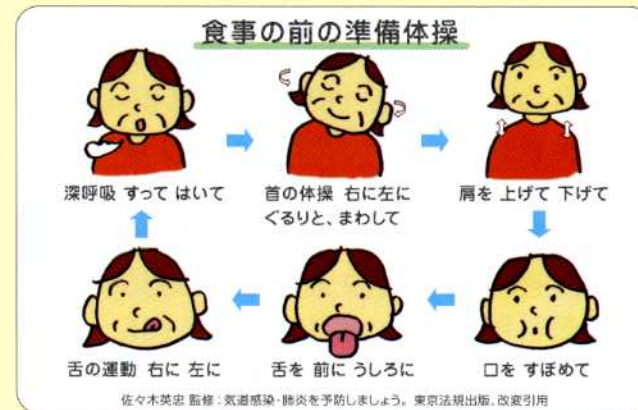 食事の前の準備体操
深呼吸 すって はいて
首の体操 右に左に
ぐるりと、まわして
肩を 上げて 下げて
口を すぼめて
舌を 前に うしろに
舌の運動 右に 左に
佐々木英忠 監修:気道感染・肺炎を予防しましょう。東京法規出版、改変引用